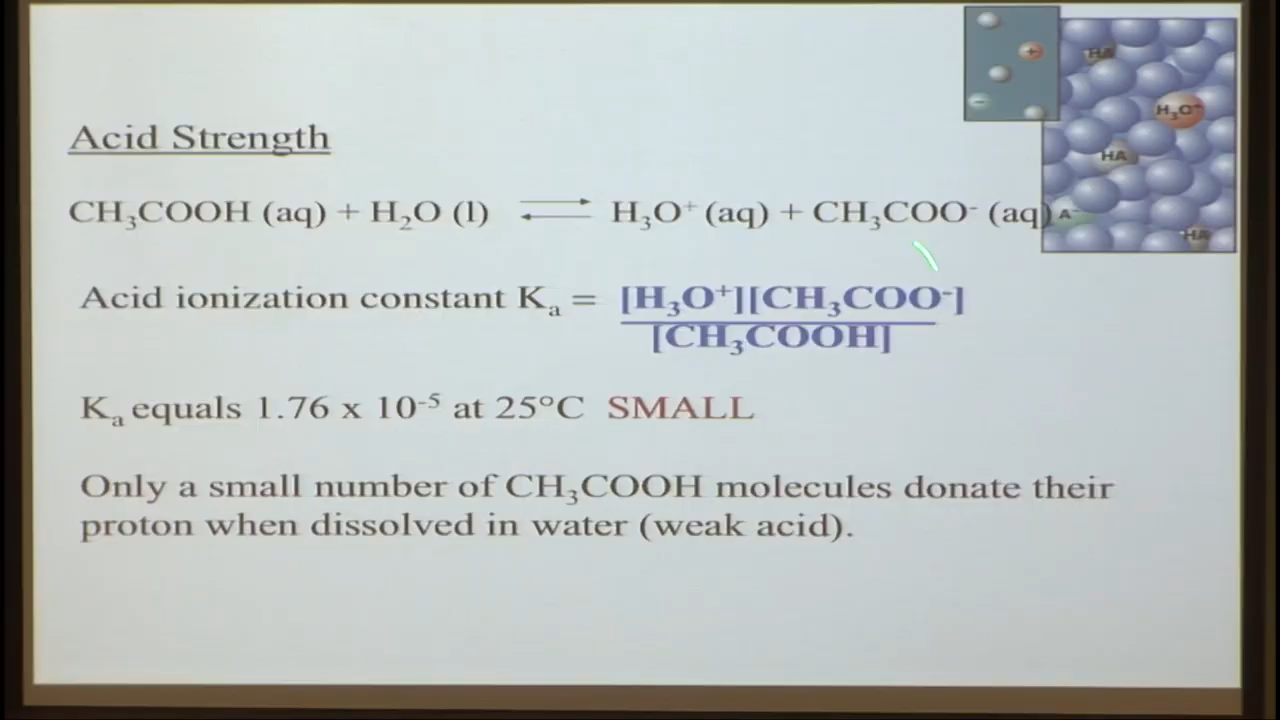 Acid Strength
CH₃COOH (aq) + H₂O (l) ⇌ H₃O⁺ (aq) + CH₃COO⁻ (aq)
Acid ionization constant Kₐ = [H₃O⁺][CH₃COO⁻]
[CH₃COOH]
Kₐ equals 1.76 x 10⁻⁵ at 25°C SMALL
Only a small number of CH₃COOH molecules donate their
proton when dissolved in water (weak acid).
+
−
HA
H₃O⁺
HA
A⁻
HA